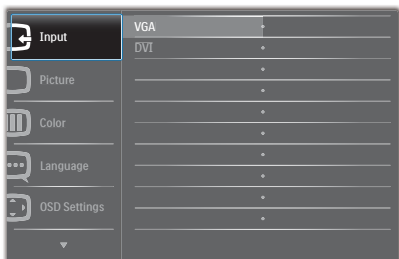 Input
VGA
DVI
Picture
Color
Language
OSD Settings